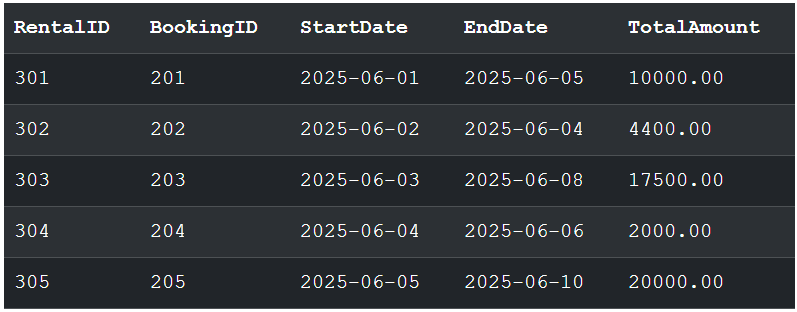 RentalID BookingID StartDate EndDate TotalAmount
301 201 2025-06-01 2025-06-05 10000.00
302 202 2025-06-02 2025-06-04 4400.00
303 203 2025-06-03 2025-06-08 17500.00
304 204 2025-06-04 2025-06-06 2000.00
305 205 2025-06-05 2025-06-10 20000.00